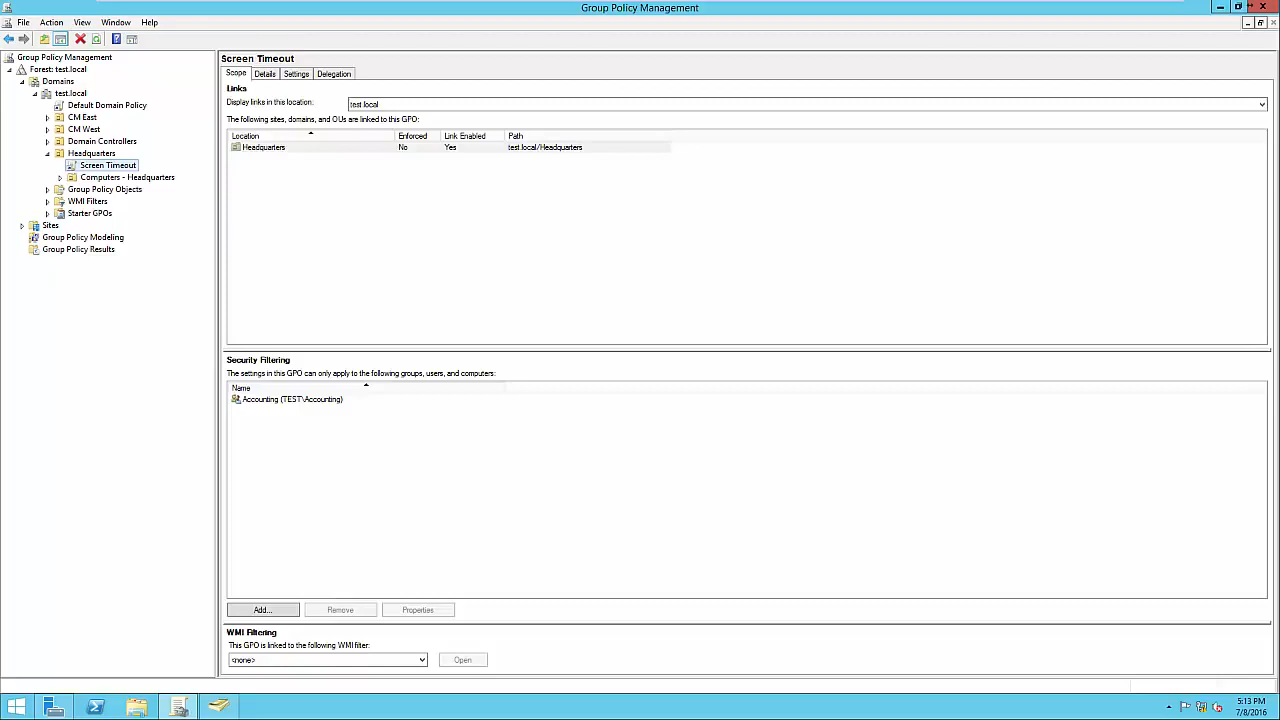 Group Policy Management
File Action View Window Help
Group Policy Management
Forest: test.local
Domains
test.local
Default Domain Policy
CM East
CM West
Domain Controllers
Headquarters
Screen Timeout
Computers - Headquarters
Group Policy Objects
WMI Filters
Starter GPOs
Sites
Group Policy Modeling
Group Policy Results
Screen Timeout
Scope Details Settings Delegation
Links
Display links in this location: test.local
The following sites, domains, and OUs are linked to this GPO:
Location Enforced Link Enabled Path
Headquarters No Yes test.local/Headquarters
Security Filtering
The settings in this GPO can only apply to the following groups, users, and computers:
Name
Accounting (TEST\Accounting)
Add... Remove Properties
WMI Filtering
This GPO is linked to the following WMI filter:
<none> Open
5:13 PM
7/8/2016